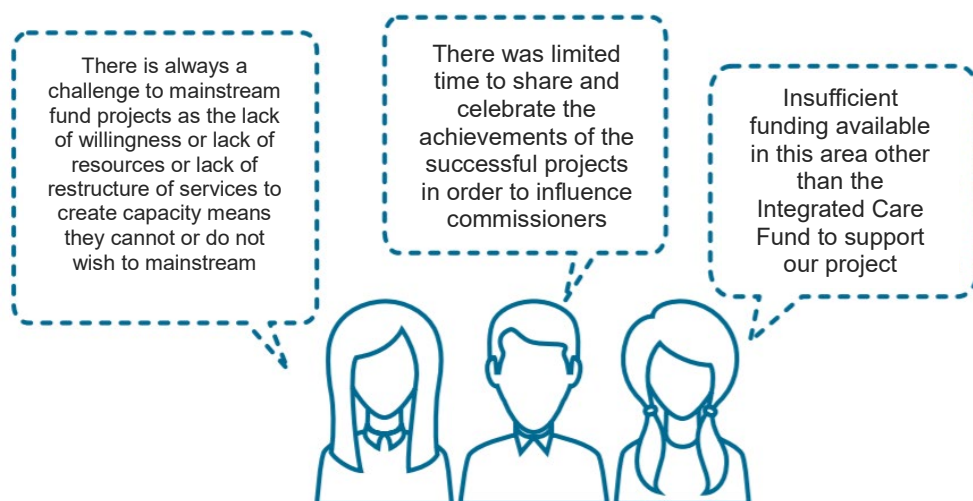 There is always a
challenge to mainstream
fund projects as the lack
of willingness or lack of
resources or lack of
restructure of services to
create capacity means
they cannot or do not
wish to mainstream
There was limited
time to share and
celebrate the
achievements of the
successful projects
in order to influence
commissioners
Insufficient
funding available
in this area other
than the
Integrated Care
Fund to support
our project